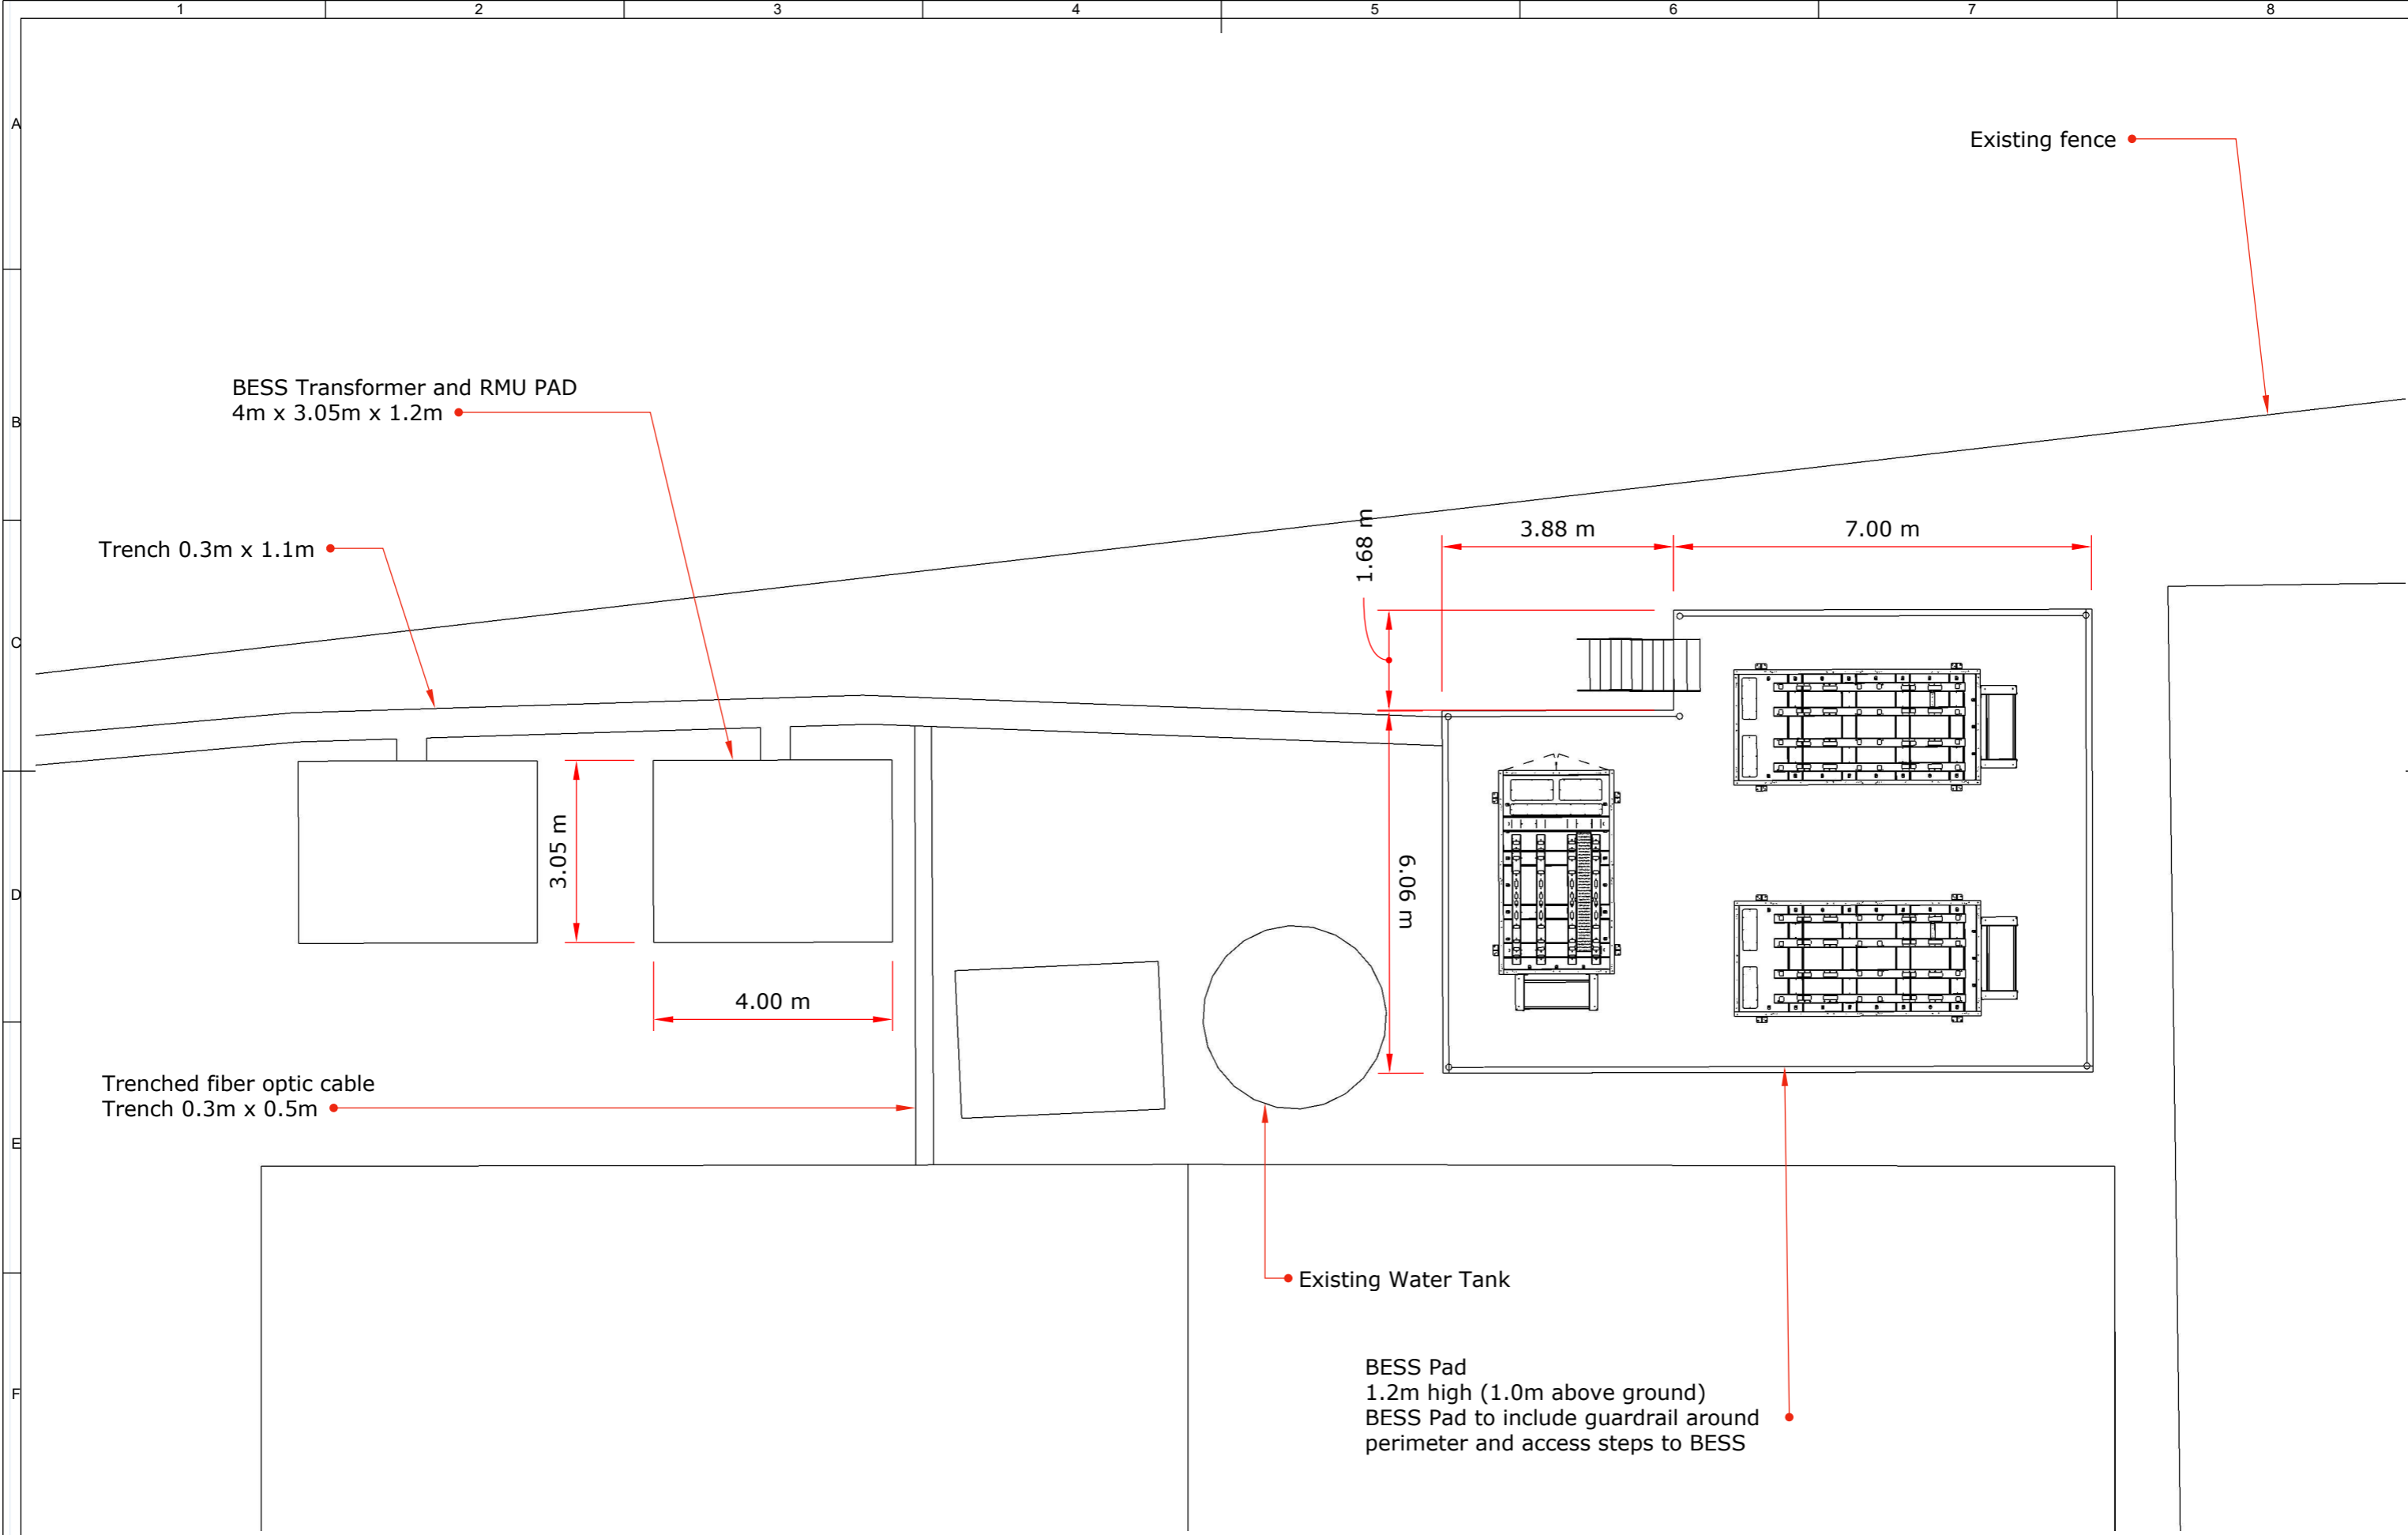 1 2 3 4 5 6 7 8
A
Existing fence
BESS Transformer and RMU PAD
4m x 3.05m x 1.2m
B
Trench 0.3m x 1.1m
1.68 m
3.88 m
7.00 m
C
3.05 m
6.06 m
D
4.00 m
Trenched fiber optic cable
Trench 0.3m x 0.5m
E
Existing Water Tank
BESS Pad
1.2m high (1.0m above ground)
BESS Pad to include guardrail around
perimeter and access steps to BESS
F